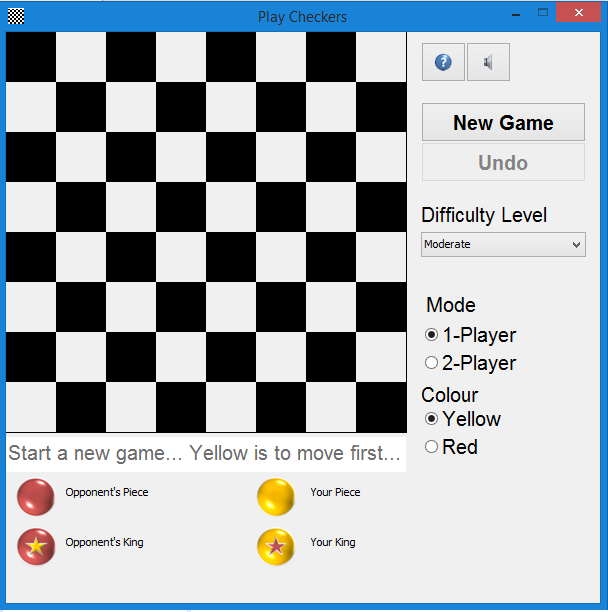 Play Checkers
?
New Game
Undo
Difficulty Level
Moderate
Mode
1-Player
2-Player
Colour
Yellow
Red
Start a new game... Yellow is to move first...
Opponent's Piece
Your Piece
Opponent's King
Your King